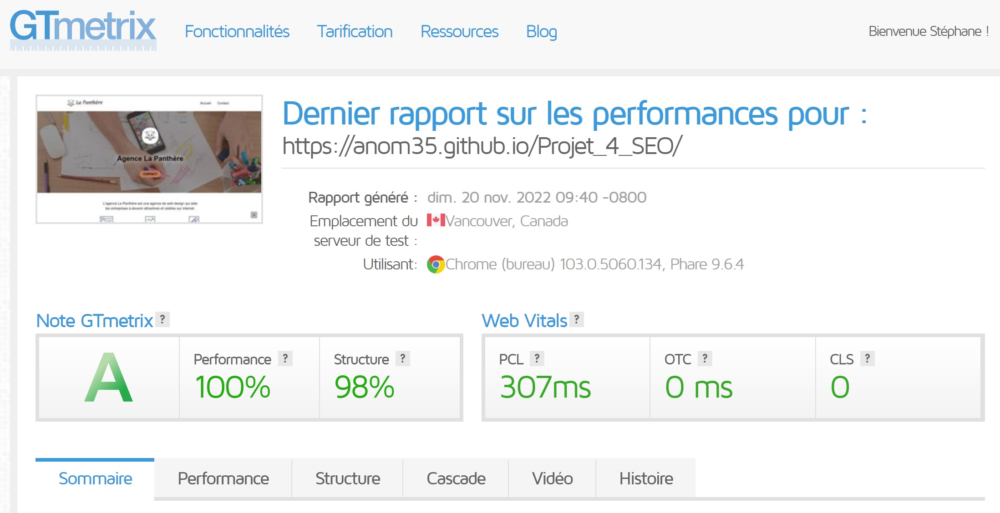 GTmetrix
Fonctionnalités Tarification Ressources Blog
Bienvenue Stéphane !
La Panthère
Accueil Contact
Agence La Panthère
CONTACT
L'agence La Panthère est une agence de web design qui aide
les entreprises à devenir attractives et visibles sur internet.
Dernier rapport sur les performances pour :
https://anom35.github.io/Projet_4_SEO/
Rapport généré : dim. 20 nov. 2022 09:40 -0800
Emplacement du Vancouver, Canada
serveur de test :
Utilisant: Chrome (bureau) 103.0.5060.134, Phare 9.6.4
Note GTmetrix ?
A
Performance ?
100%
Structure ?
98%
Web Vitals ?
PCL ?
307ms
OTC ?
0 ms
CLS ?
0
Sommaire Performance Structure Cascade Vidéo Histoire